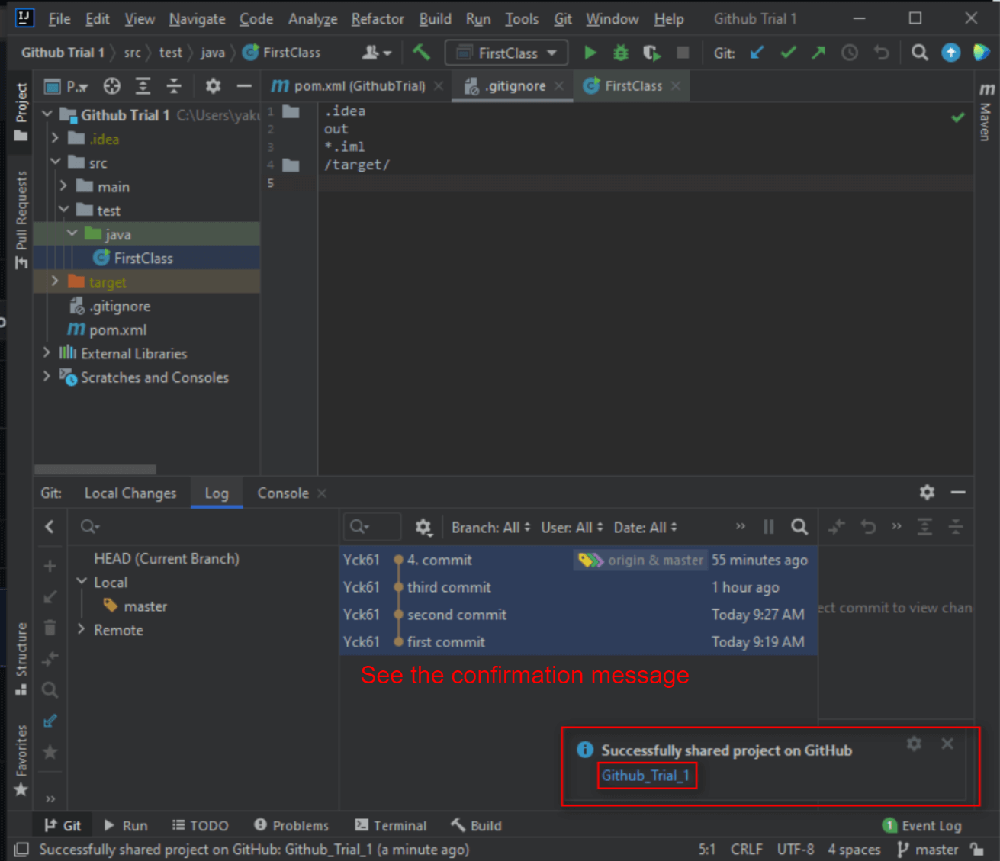 File Edit View Navigate Code Analyze Refactor Build Run Tools Git Window Help Github Trial 1
Github Trial 1 src test java FirstClass FirstClass Git:
Project
Pull Requests
Structure
Favorites
P..
Github Trial 1 C:\Users\yaku
.idea
src
main
test
java
FirstClass
target
.gitignore
pom.xml
External Libraries
Scratches and Consoles
pom.xml (GithubTrial) .gitignore FirstClass
1 .idea
2 out
3 *.iml
4 /target/
5
Maven
Git: Local Changes Log Console
HEAD (Current Branch)
Local
master
Remote
Branch: All User: All Date: All
Yck61 4. commit origin & master 55 minutes ago
Yck61 third commit 1 hour ago
Yck61 second commit Today 9:27 AM
Yck61 first commit Today 9:19 AM
ect commit to view chan
See the confirmation message
Successfully shared project on GitHub
Github_Trial_1
Git Run TODO Problems Terminal Build 1 Event Log
Successfully shared project on GitHub: Github_Trial_1 (a minute ago) 5:1 CRLF UTF-8 4 spaces master